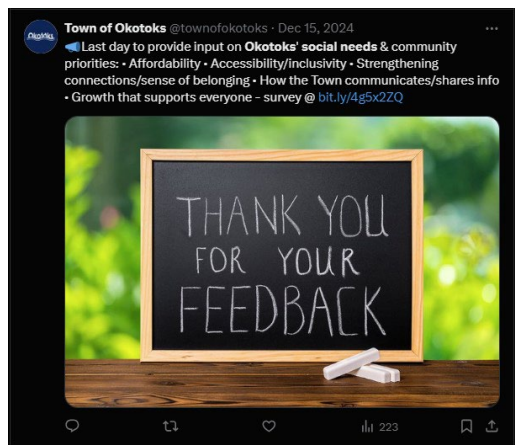 Okotoks
Town of Okotoks @townofokotoks · Dec 15, 2024
📣Last day to provide input on Okotoks' social needs & community
priorities: • Affordability • Accessibility/inclusivity • Strengthening
connections/sense of belonging • How the Town communicates/shares info
• Growth that supports everyone – survey @ bit.ly/4g5x2ZQ
THANK YOU
FOR YOUR
FEEDBACK
223